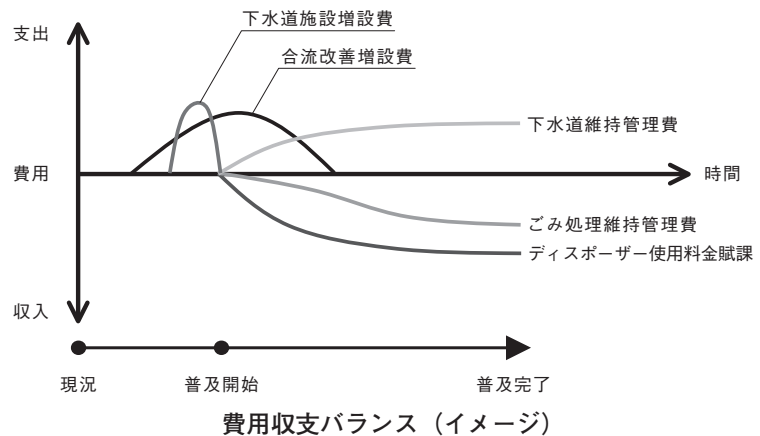 下水道施設増設費
支出
合流改善増設費
下水道維持管理費
費用
時間
ごみ処理維持管理費
ディスポーザー使用料金賦課
収入
現況
普及開始
普及完了
費用収支バランス（イメージ）